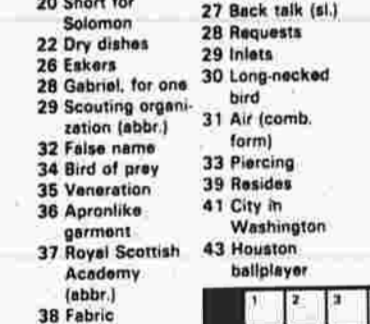 20 Short for
Solomon
22 Dry dishes
26 Eskers
28 Gabriel, for one
29 Scouting organi-
zation (abbr.)
32 False name
34 Bird of prey
35 Veneration
36 Apronlike
garment
37 Royal Scottish
Academy
(abbr.)
38 Fabric
27 Back talk (sl.)
28 Requests
29 Inlets
30 Long-necked
bird
31 Air (comb.
form)
33 Piercing
39 Resides
41 City in
Washington
43 Houston
ballplayer
1 2 3